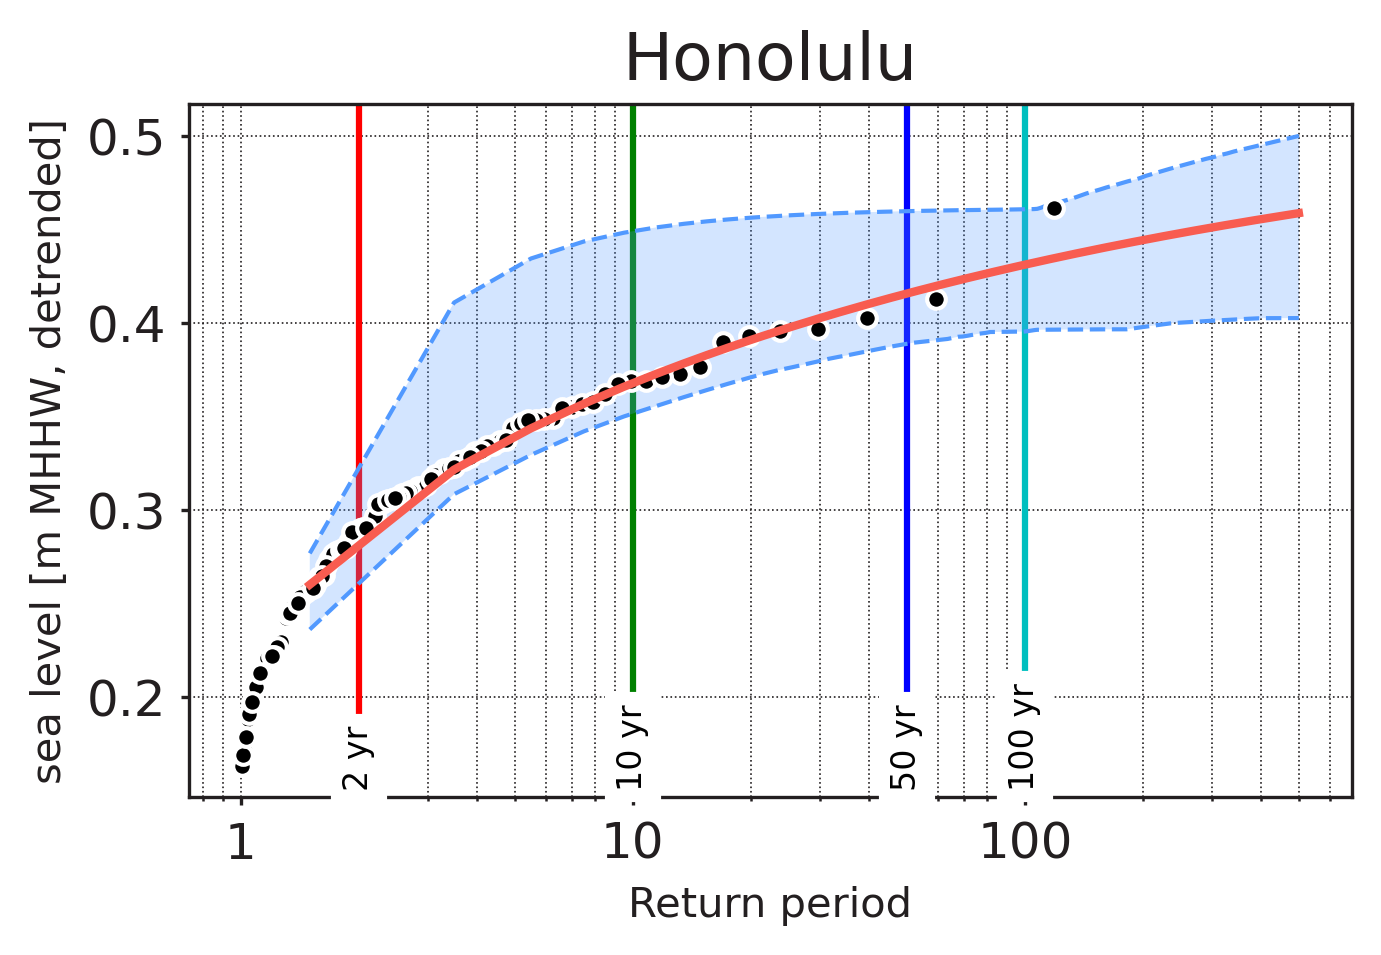 Honolulu
sea level [m MHHW, detrended]
0.5
0.4
0.3
0.2
2 yr
10 yr
50 yr
100 yr
1
10
100
Return period